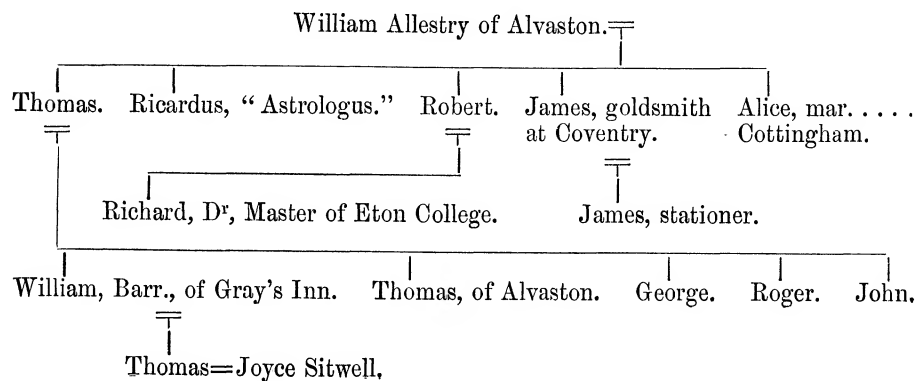 William Allestry of Alvaston.
Thomas. Ricardus, “ Astrologus.” Robert. James, goldsmith Alice, mar. . . . .
at Coventry. Cottingham.
Richard, Dr, Master of Eton College. James, stationer.
William, Barr., of Gray's Inn. Thomas, of Alvaston. George. Roger. John.
Thomas=Joyce Sitwell.